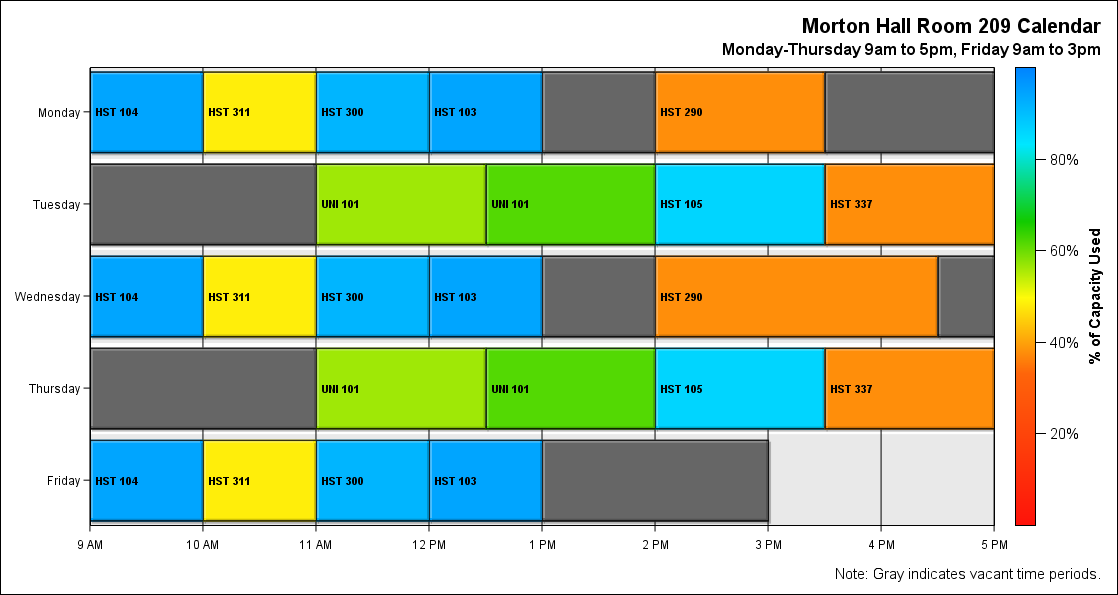 Morton Hall Room 209 Calendar
Monday-Thursday 9am to 5pm, Friday 9am to 3pm
Monday HST 104 HST 311 HST 300 HST 103 HST 290
Tuesday UNI 101 UNI 101 HST 105 HST 337
Wednesday HST 104 HST 311 HST 300 HST 103 HST 290
Thursday UNI 101 UNI 101 HST 105 HST 337
Friday HST 104 HST 311 HST 300 HST 103
9 AM 10 AM 11 AM 12 PM 1 PM 2 PM 3 PM 4 PM 5 PM
80%
60%
40%
20%
% of Capacity Used
Note: Gray indicates vacant time periods.